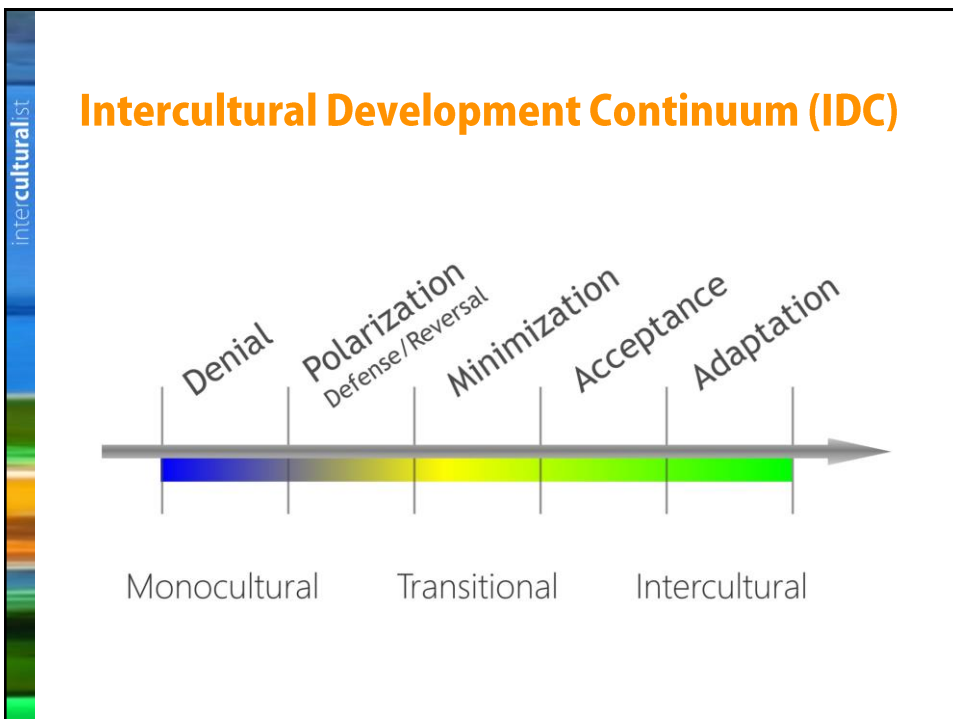 interculturalist
Intercultural Development Continuum (IDC)
Denial
Polarization
Defense/Reversal
Minimization
Acceptance
Adaptation
Monocultural
Transitional
Intercultural